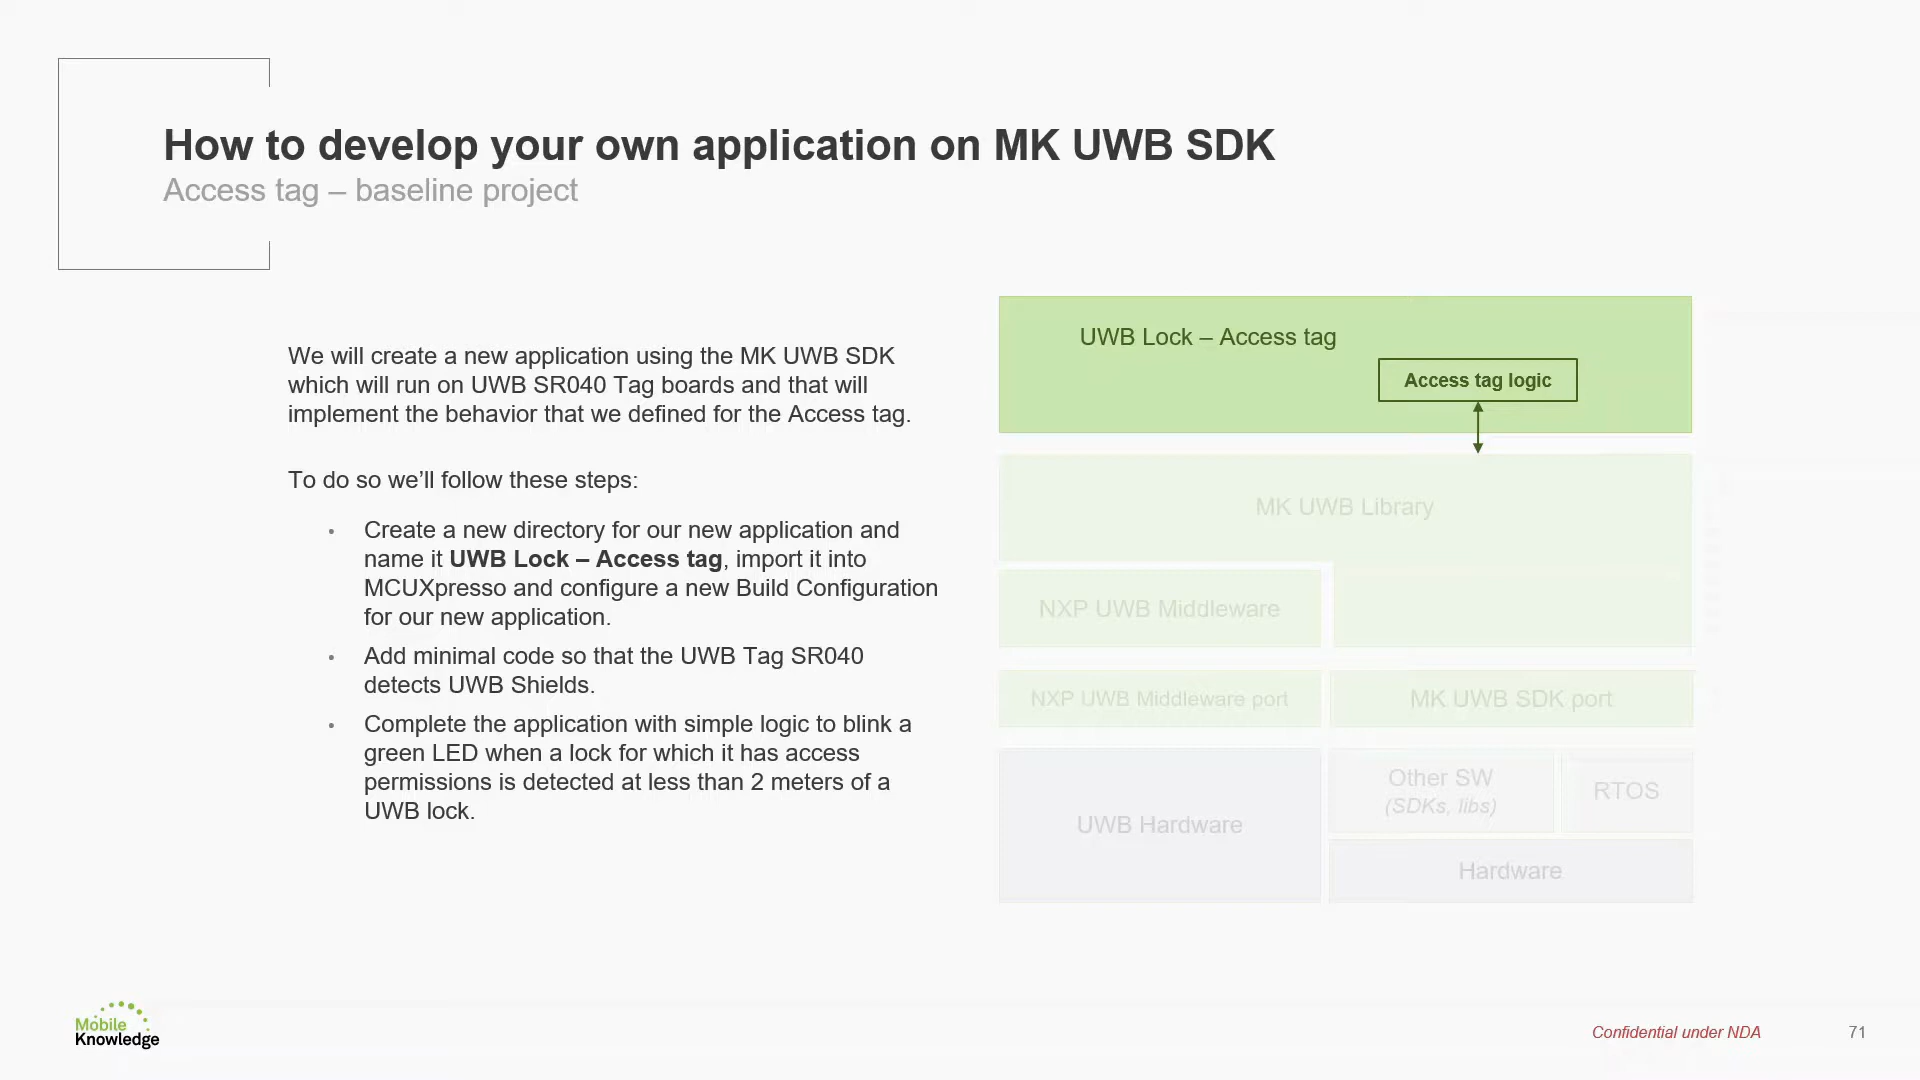 How to develop your own application on MK UWB SDK
Access tag – baseline project
We will create a new application using the MK UWB SDK
which will run on UWB SR040 Tag boards and that will
implement the behavior that we defined for the Access tag.
To do so we’ll follow these steps:
• Create a new directory for our new application and
name it UWB Lock – Access tag, import it into
MCUXpresso and configure a new Build Configuration
for our new application.
• Add minimal code so that the UWB Tag SR040
detects UWB Shields.
• Complete the application with simple logic to blink a
green LED when a lock for which it has access
permissions is detected at less than 2 meters of a
UWB lock.
UWB Lock – Access tag
Access tag logic
MK UWB Library
NXP UWB Middleware
NXP UWB Middleware port
MK UWB SDK port
UWB Hardware
Other SW
(SDKs, libs)
RTOS
Hardware
Mobile
Knowledge
Confidential under NDA
71